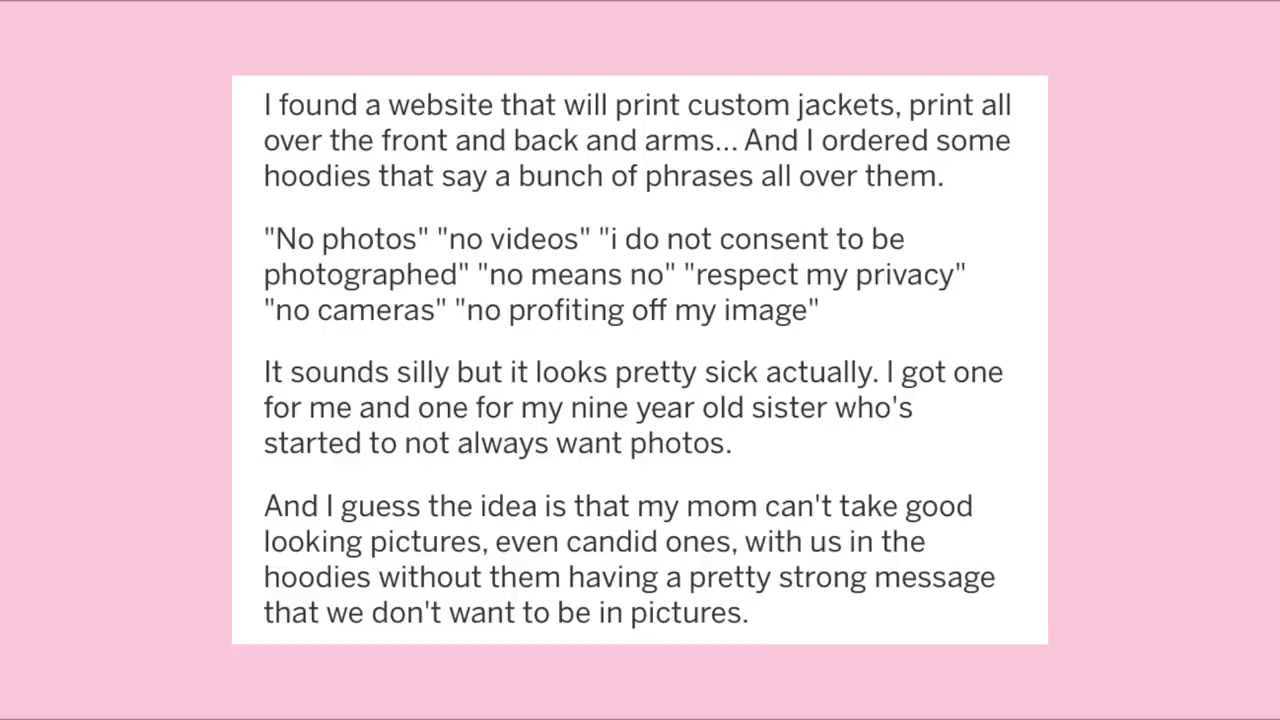 I found a website that will print custom jackets, print all
over the front and back and arms... And I ordered some
hoodies that say a bunch of phrases all over them.
"No photos" "no videos" "i do not consent to be
photographed" "no means no" "respect my privacy"
"no cameras" "no profiting off my image"
It sounds silly but it looks pretty sick actually. I got one
for me and one for my nine year old sister who's
started to not always want photos.
And I guess the idea is that my mom can't take good
looking pictures, even candid ones, with us in the
hoodies without them having a pretty strong message
that we don't want to be in pictures.